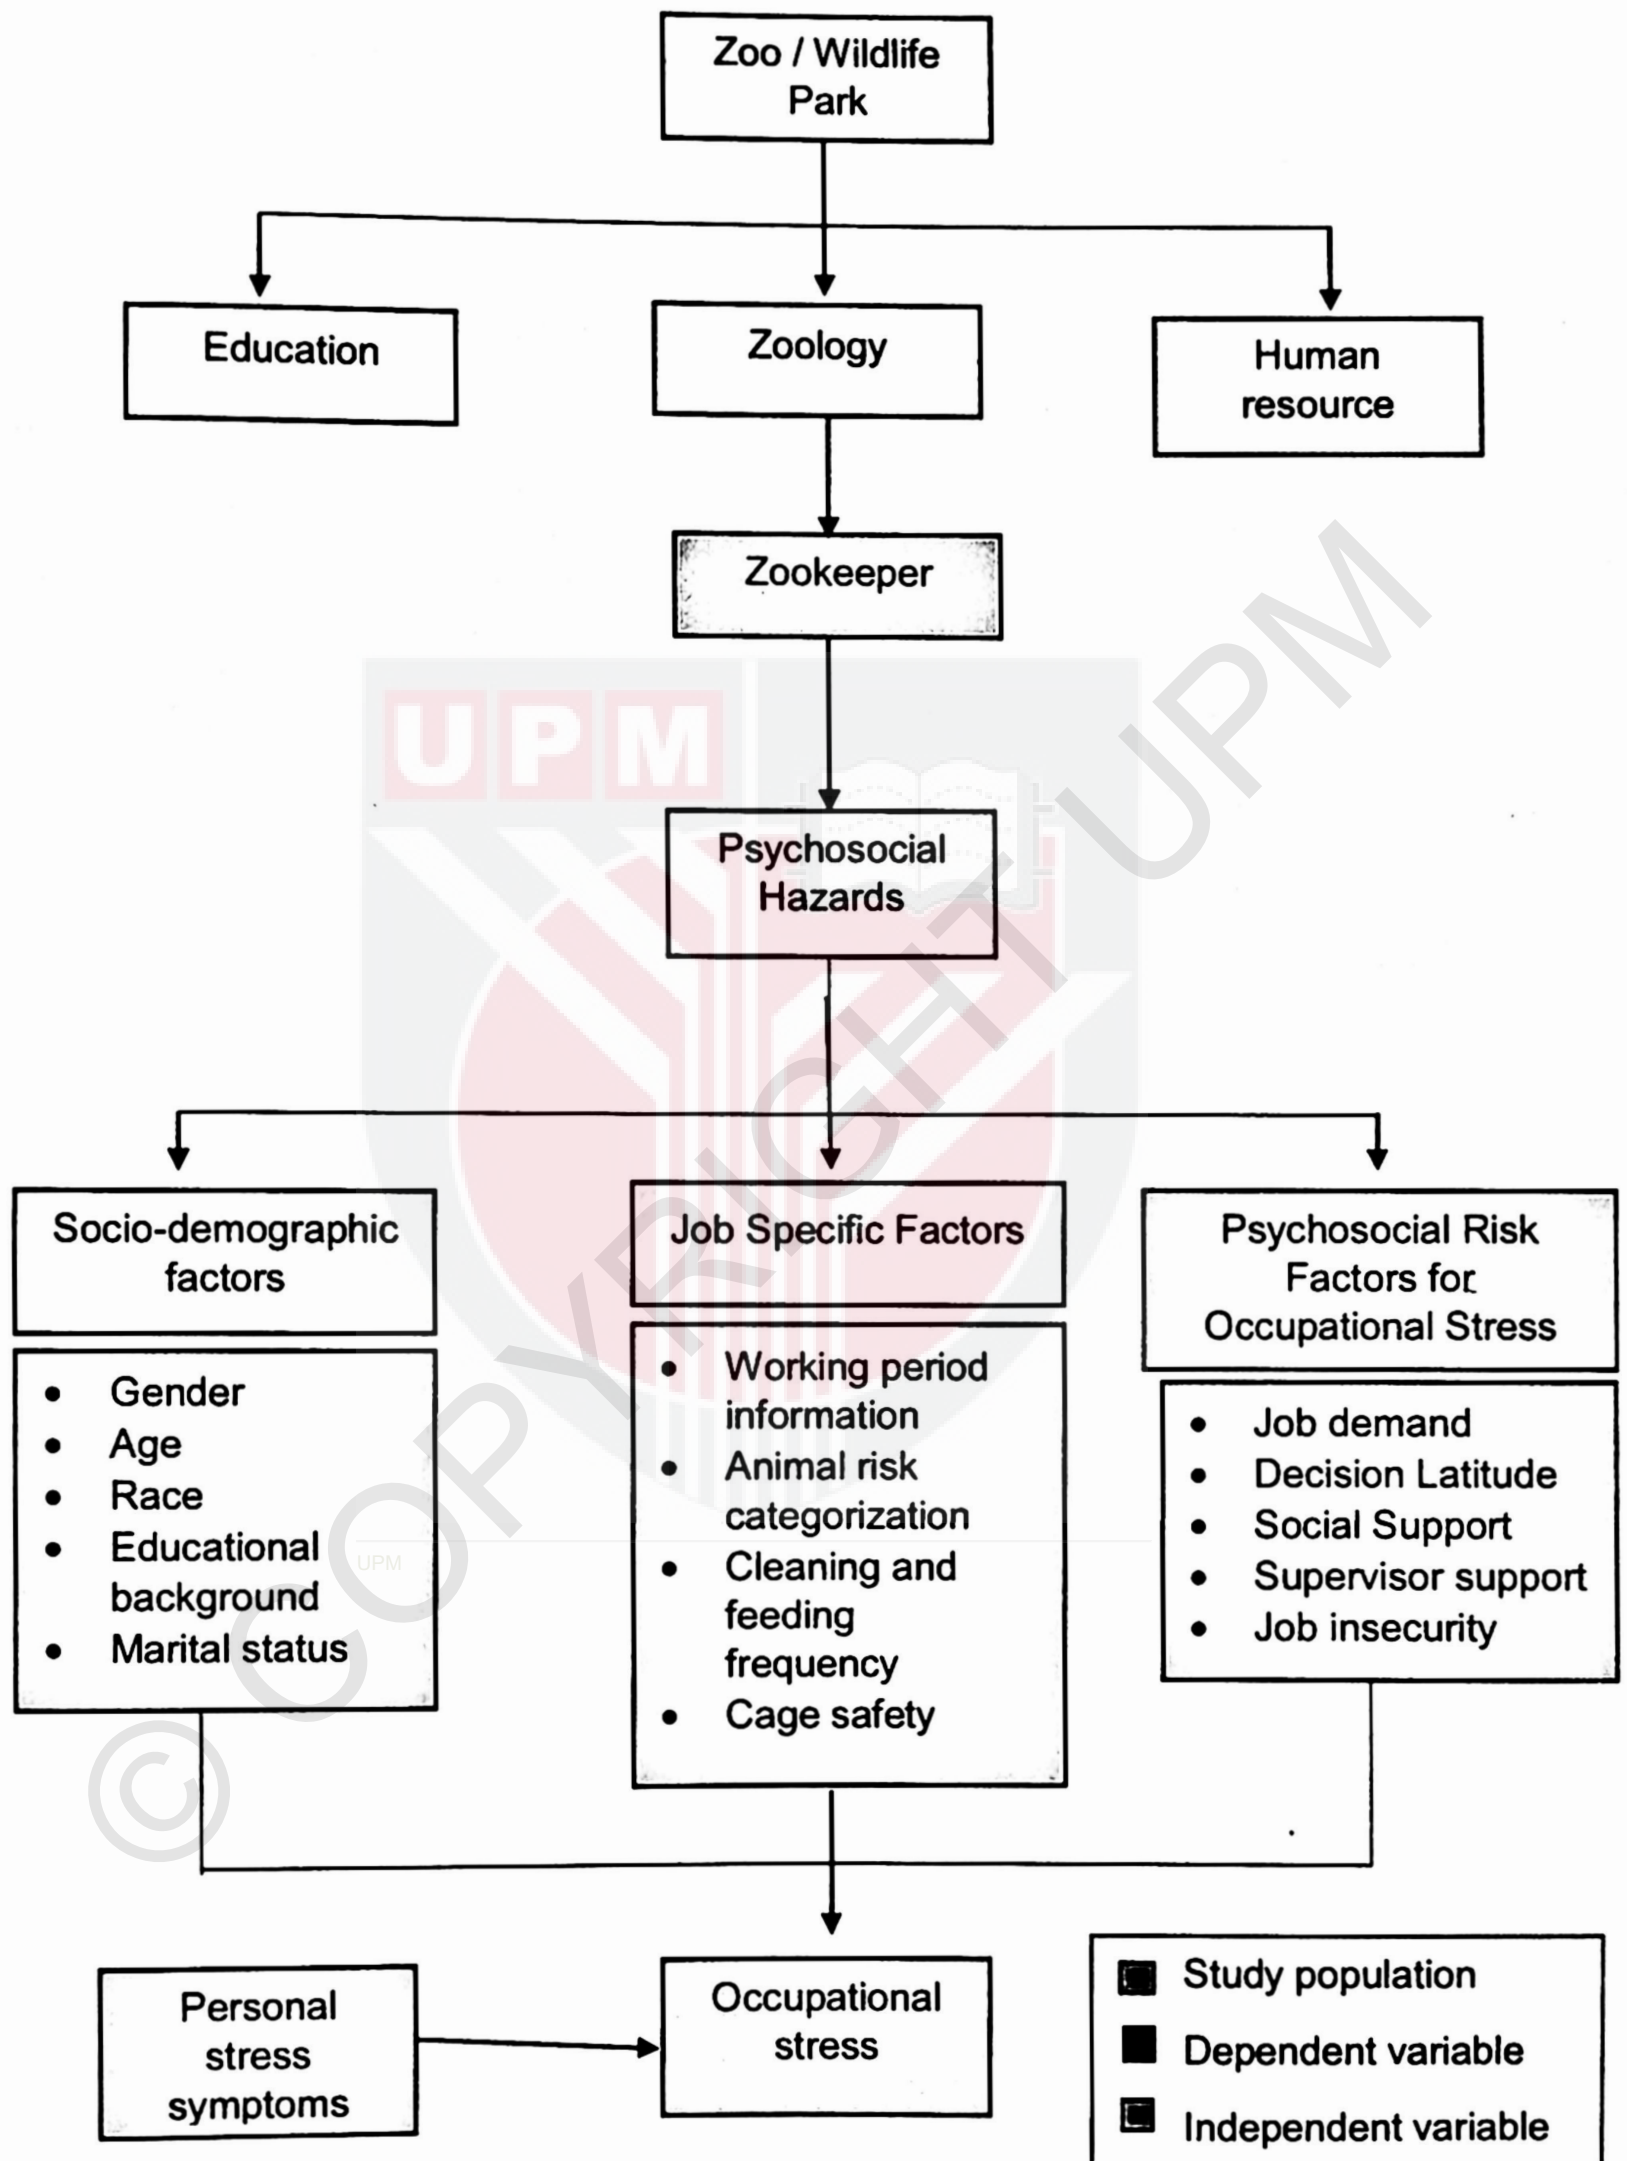 Zoo / Wildlife
Park
Education
Zoology
Human
resource
Zookeeper
UPM
Psychosocial
Hazards
Socio-demographic
factors
Job Specific Factors
Psychosocial Risk
Factors for
Occupational Stress
• Gender
• Age
• Race
• Educational
background
• Marital status
• Working period
information
• Animal risk
categorization
• Cleaning and
feeding
frequency
• Cage safety
• Job demand
• Decision Latitude
• Social Support
• Supervisor support
• Job insecurity
UPM
Personal
stress
symptoms
Occupational
stress
Study population
Dependent variable
Independent variable
© COPYRIGHT UPM